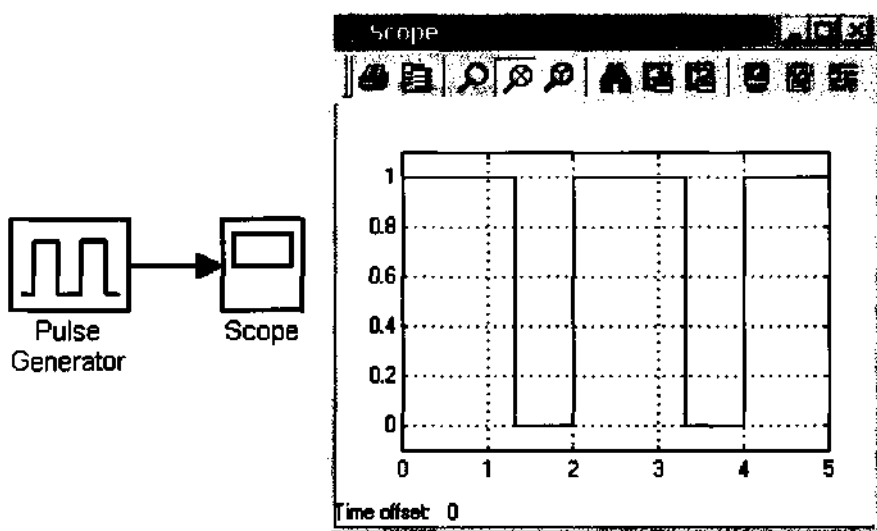 Scope
1
0.8
0.6
0.4
0.2
0
0 1 2 3 4 5
Time offset: 0
Pulse
Generator
Scope